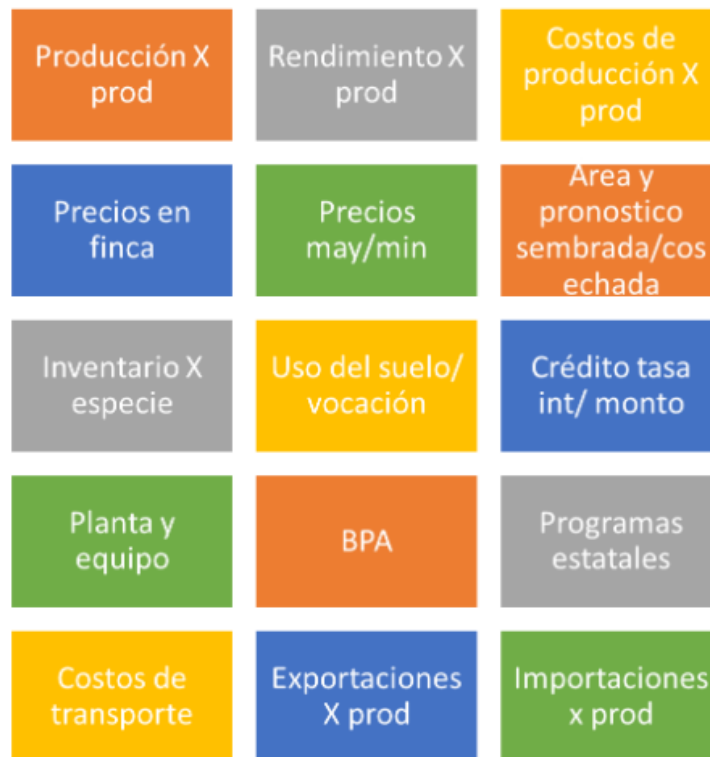 Producción X
prod
Rendimiento X
prod
Costos de
producción X
prod
Precios en
finca
Precios
may/min
Area y
pronostico
sembrada/cos
echada
Inventario X
especie
Uso del suelo/
vocación
Crédito tasa
int/ monto
Planta y
equipo
BPA
Programas
estatales
Costos de
transporte
Exportaciones
X prod
Importaciones
x prod